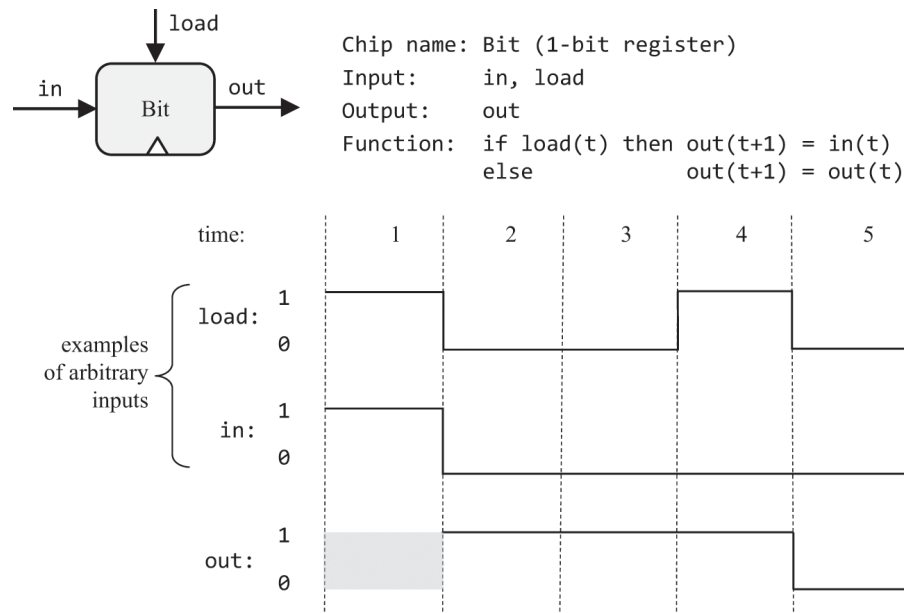 load
in
out
Bit
Chip name: Bit (1-bit register)
Input: in, load
Output: out
Function: if load(t) then out(t+1) = in(t)
else out(t+1) = out(t)
time: 1 2 3 4 5
1
load:
0
examples
of arbitrary
inputs
1
in:
0
1
out:
0